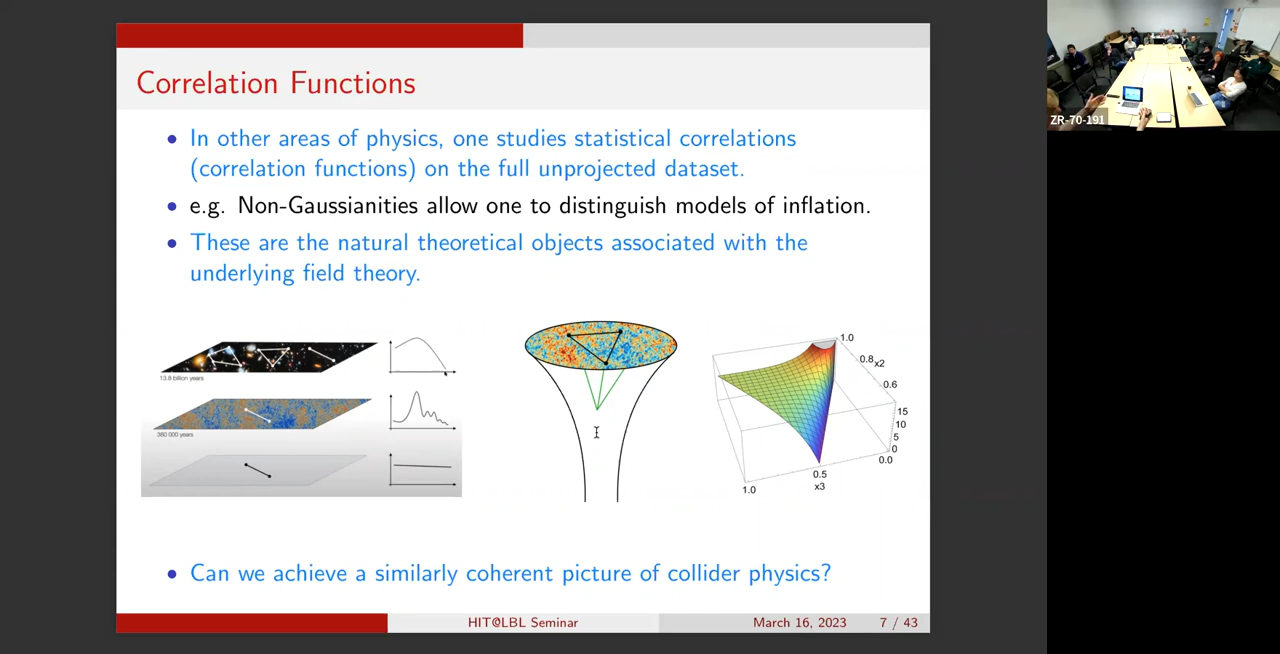 Correlation Functions
• In other areas of physics, one studies statistical correlations
(correlation functions) on the full unprojected dataset.
• e.g. Non-Gaussianities allow one to distinguish models of inflation.
• These are the natural theoretical objects associated with the
underlying field theory.
13.8 billion years
380 000 years
1.0
0.8
x2
0.6
15
10
5
0
0.0
0.5
x3
1.0
• Can we achieve a similarly coherent picture of collider physics?
HIT@LBL Seminar
March 16, 2023
7 / 43
ZR-70-191